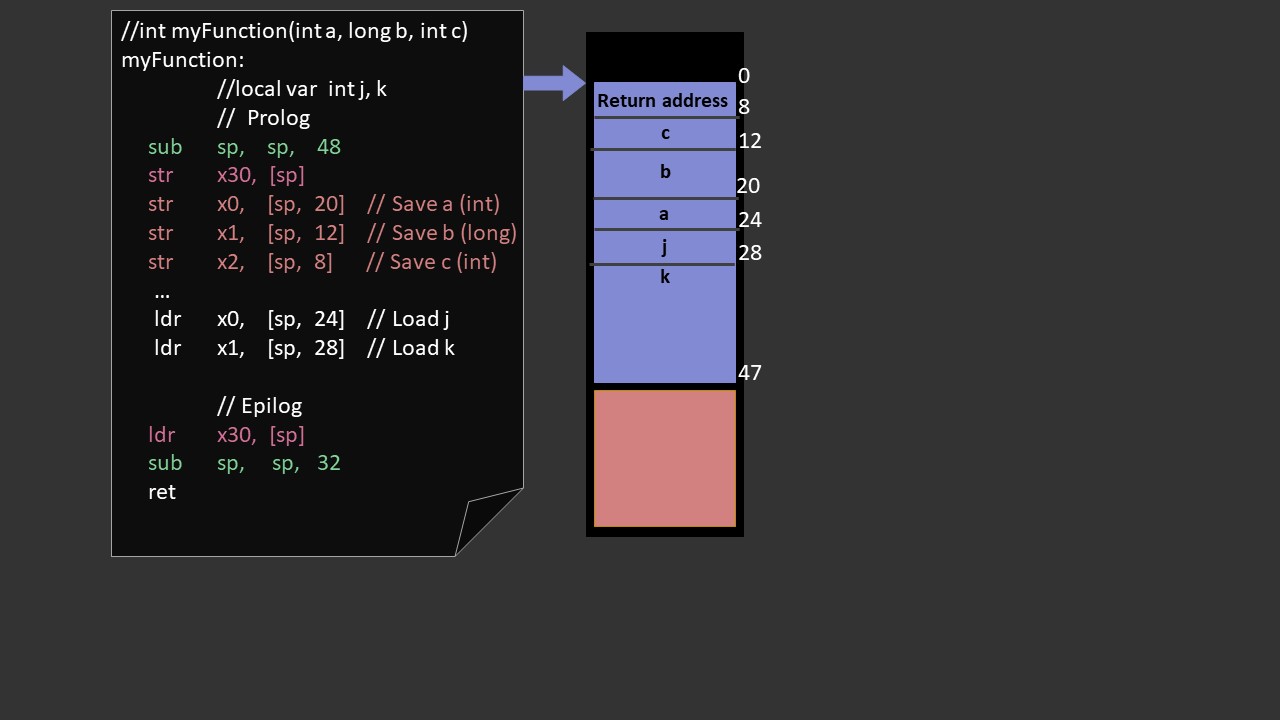 //int myFunction(int a, long b, int c)
myFunction:
//local var int j, k
// Prolog
sub sp, sp, 48
str x30, [sp]
str x0, [sp, 20] // Save a (int)
str x1, [sp, 12] // Save b (long)
str x2, [sp, 8] // Save c (int)
...
ldr x0, [sp, 24] // Load j
ldr x1, [sp, 28] // Load k
// Epilog
ldr x30, [sp]
sub sp, sp, 32
ret
0
Return address
8
c
12
b
20
a
24
j
28
k
47